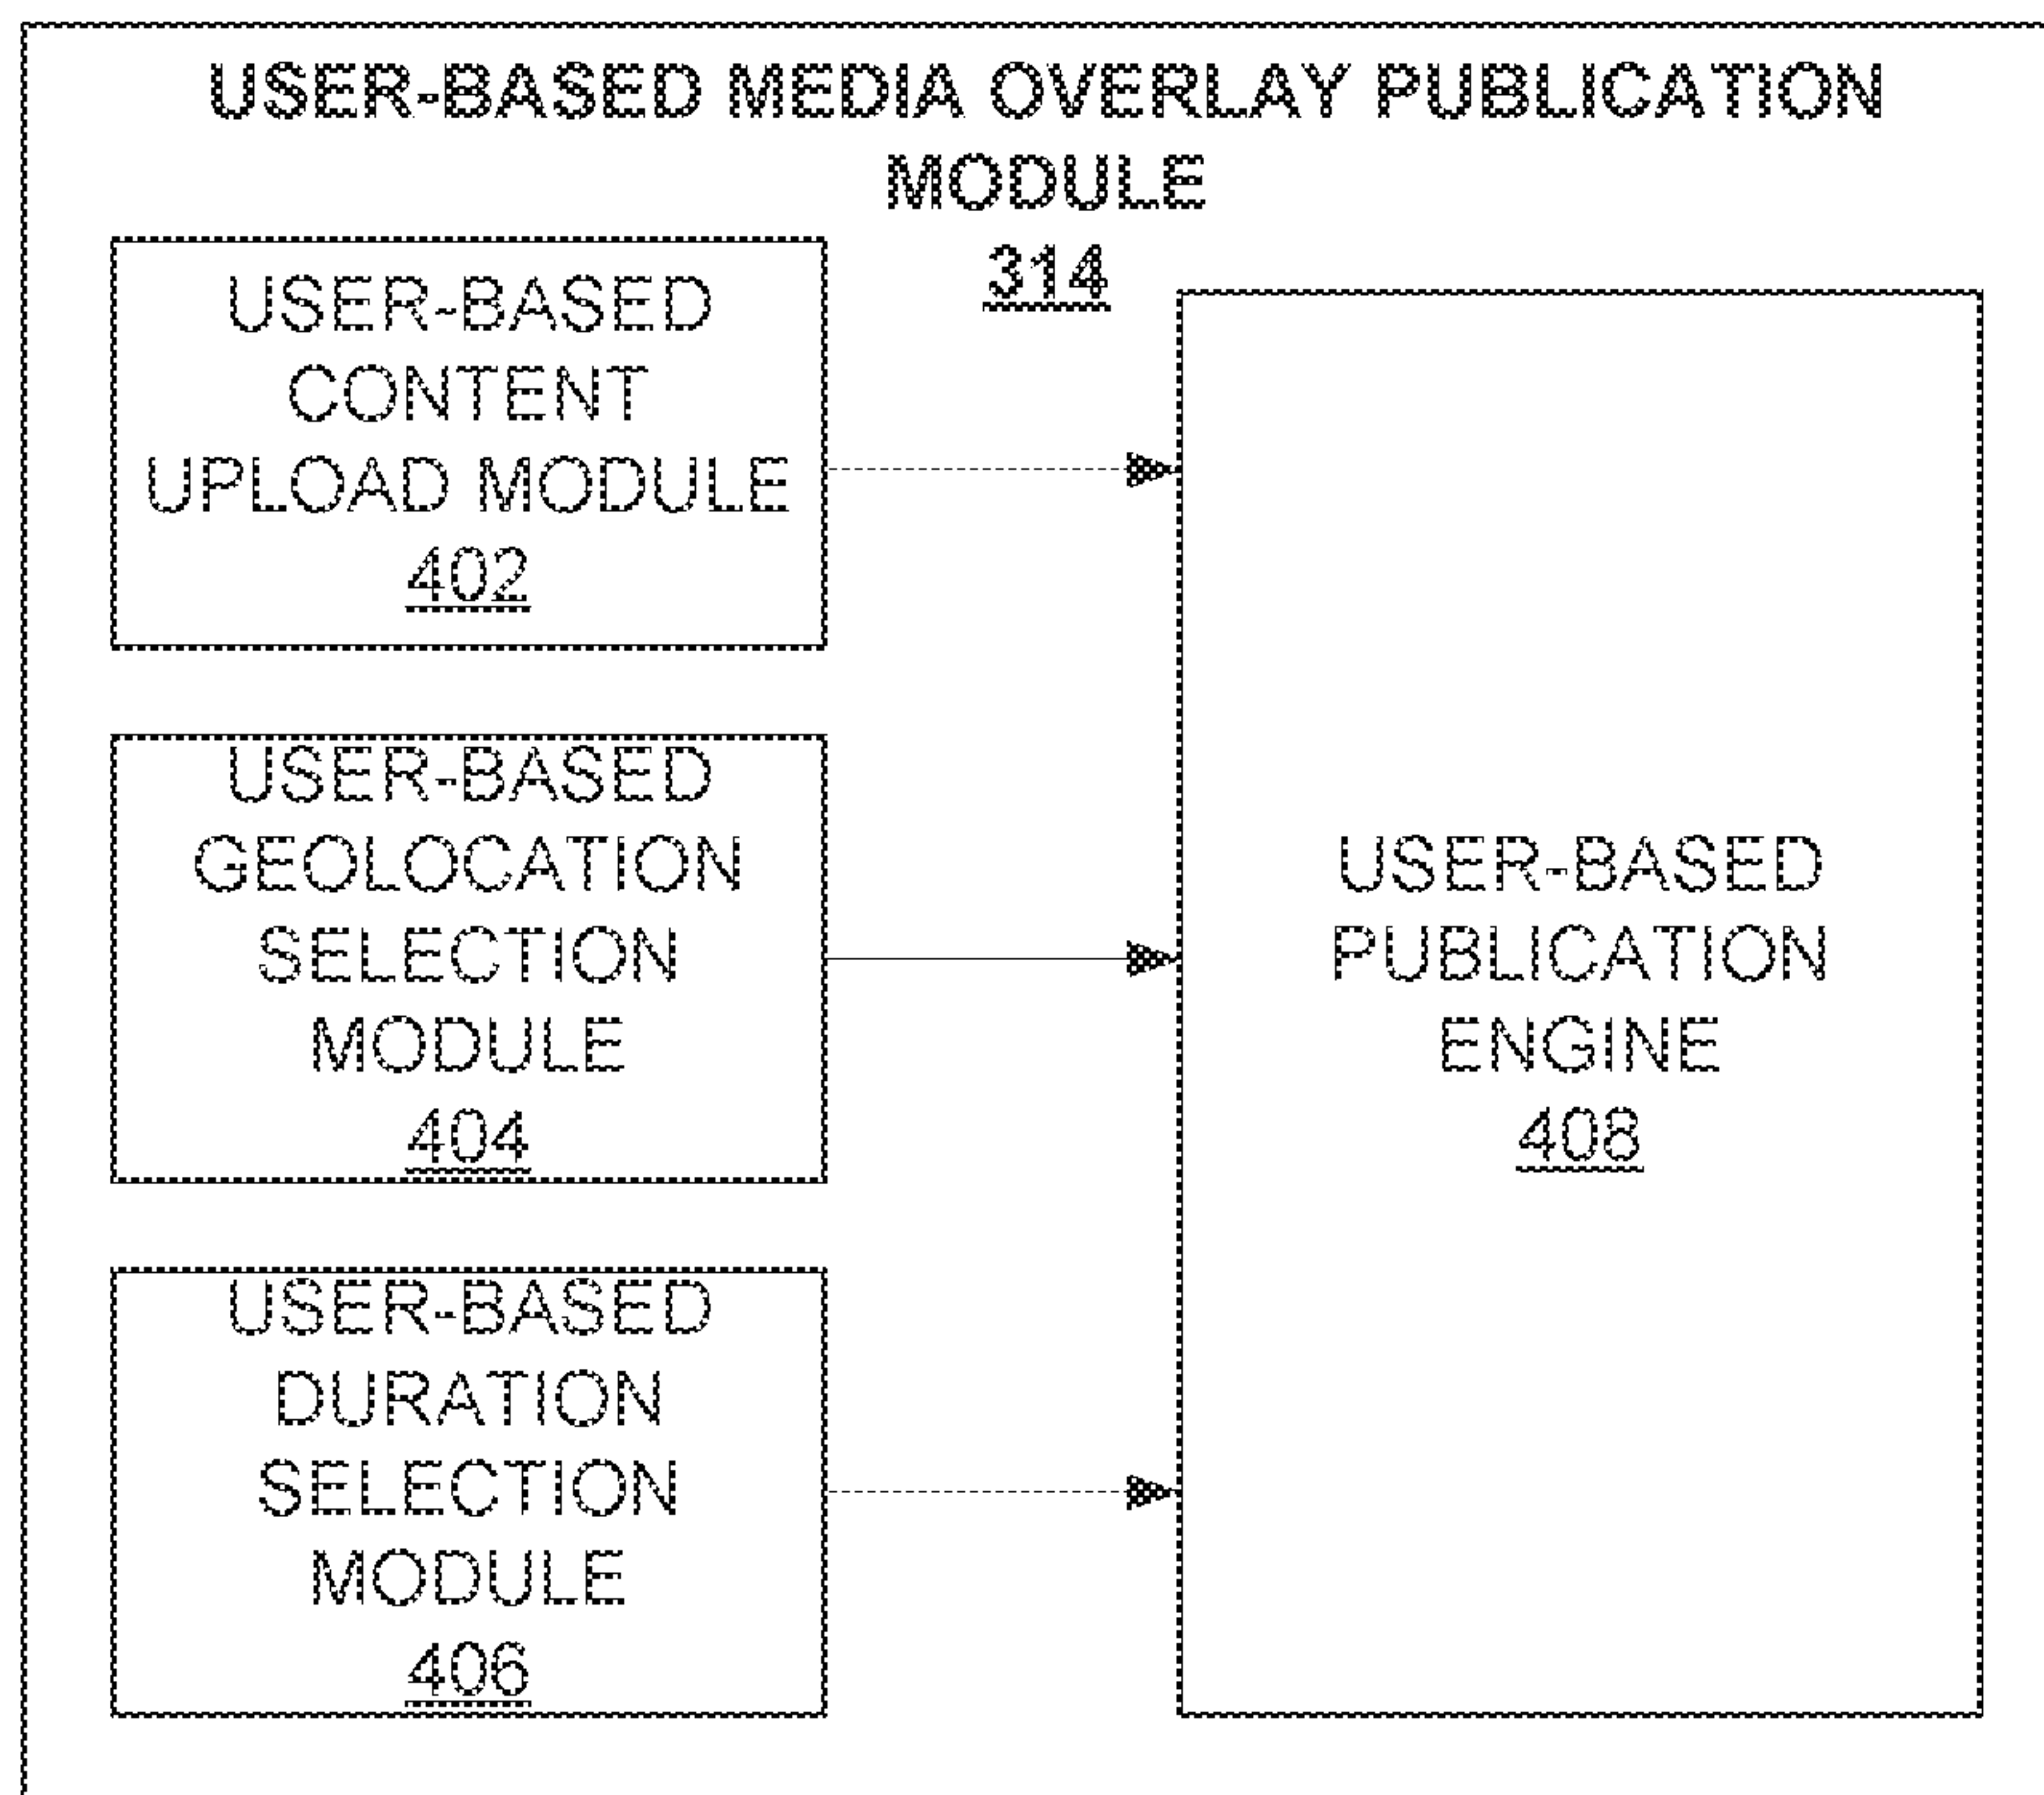 USER-BASED MEDIA OVERLAY PUBLICATION
MODULE
314
USER-BASED
CONTENT
UPLOAD MODULE
402
USER-BASED
GEOLOCATION
SELECTION
MODULE
404
USER-BASED
DURATION
SELECTION
MODULE
406
USER-BASED
PUBLICATION
ENGINE
408